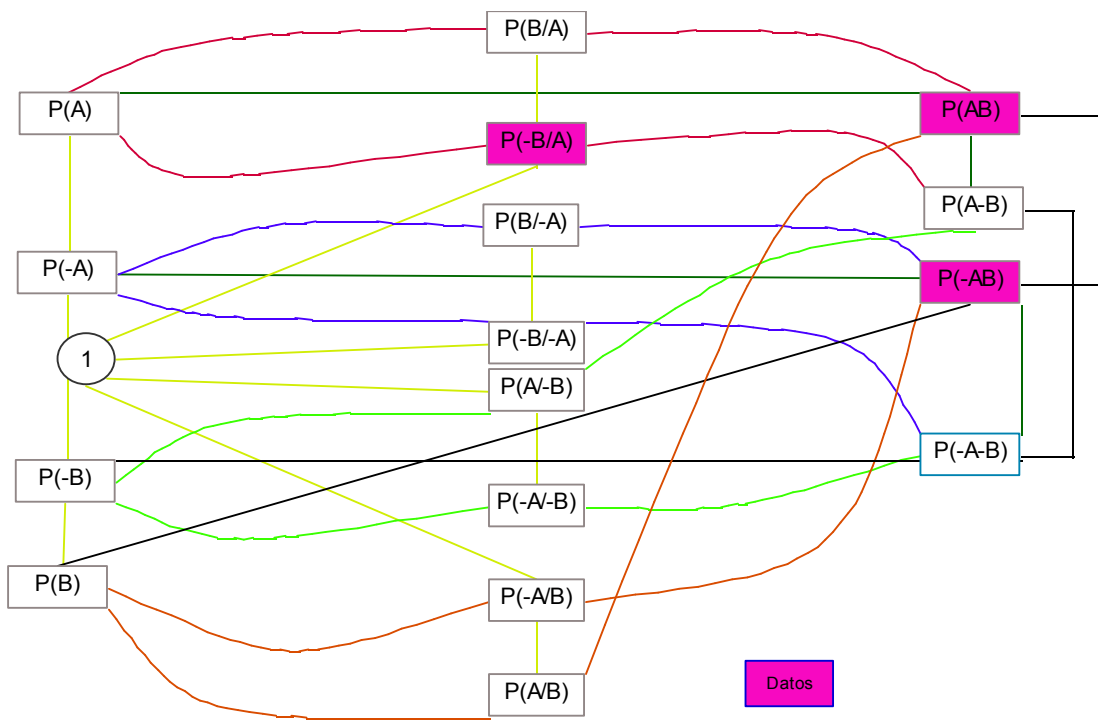 P(B/A)
P(A)
P(AB)
P(-B/A)
P(A-B)
P(B/-A)
P(-A)
P(-AB)
P(-B/-A)
1
P(A/-B)
P(-A-B)
P(-B)
P(-A/-B)
P(B)
P(-A/B)
P(A/B)
Datos